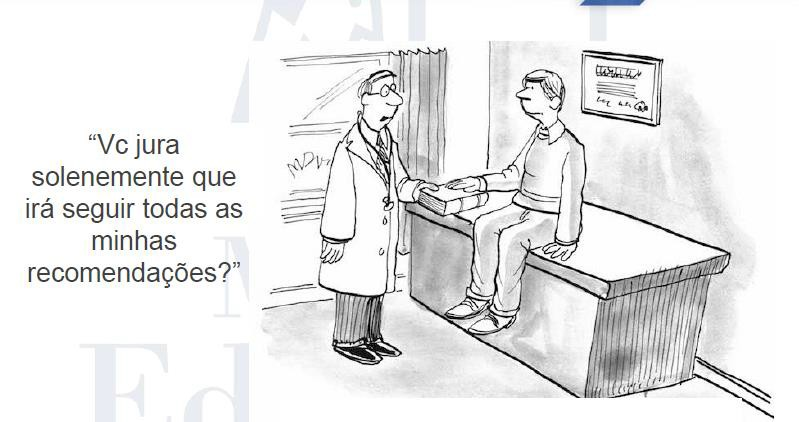 “Vc jura
solenemente que
irá seguir todas as
minhas
recomendações?”